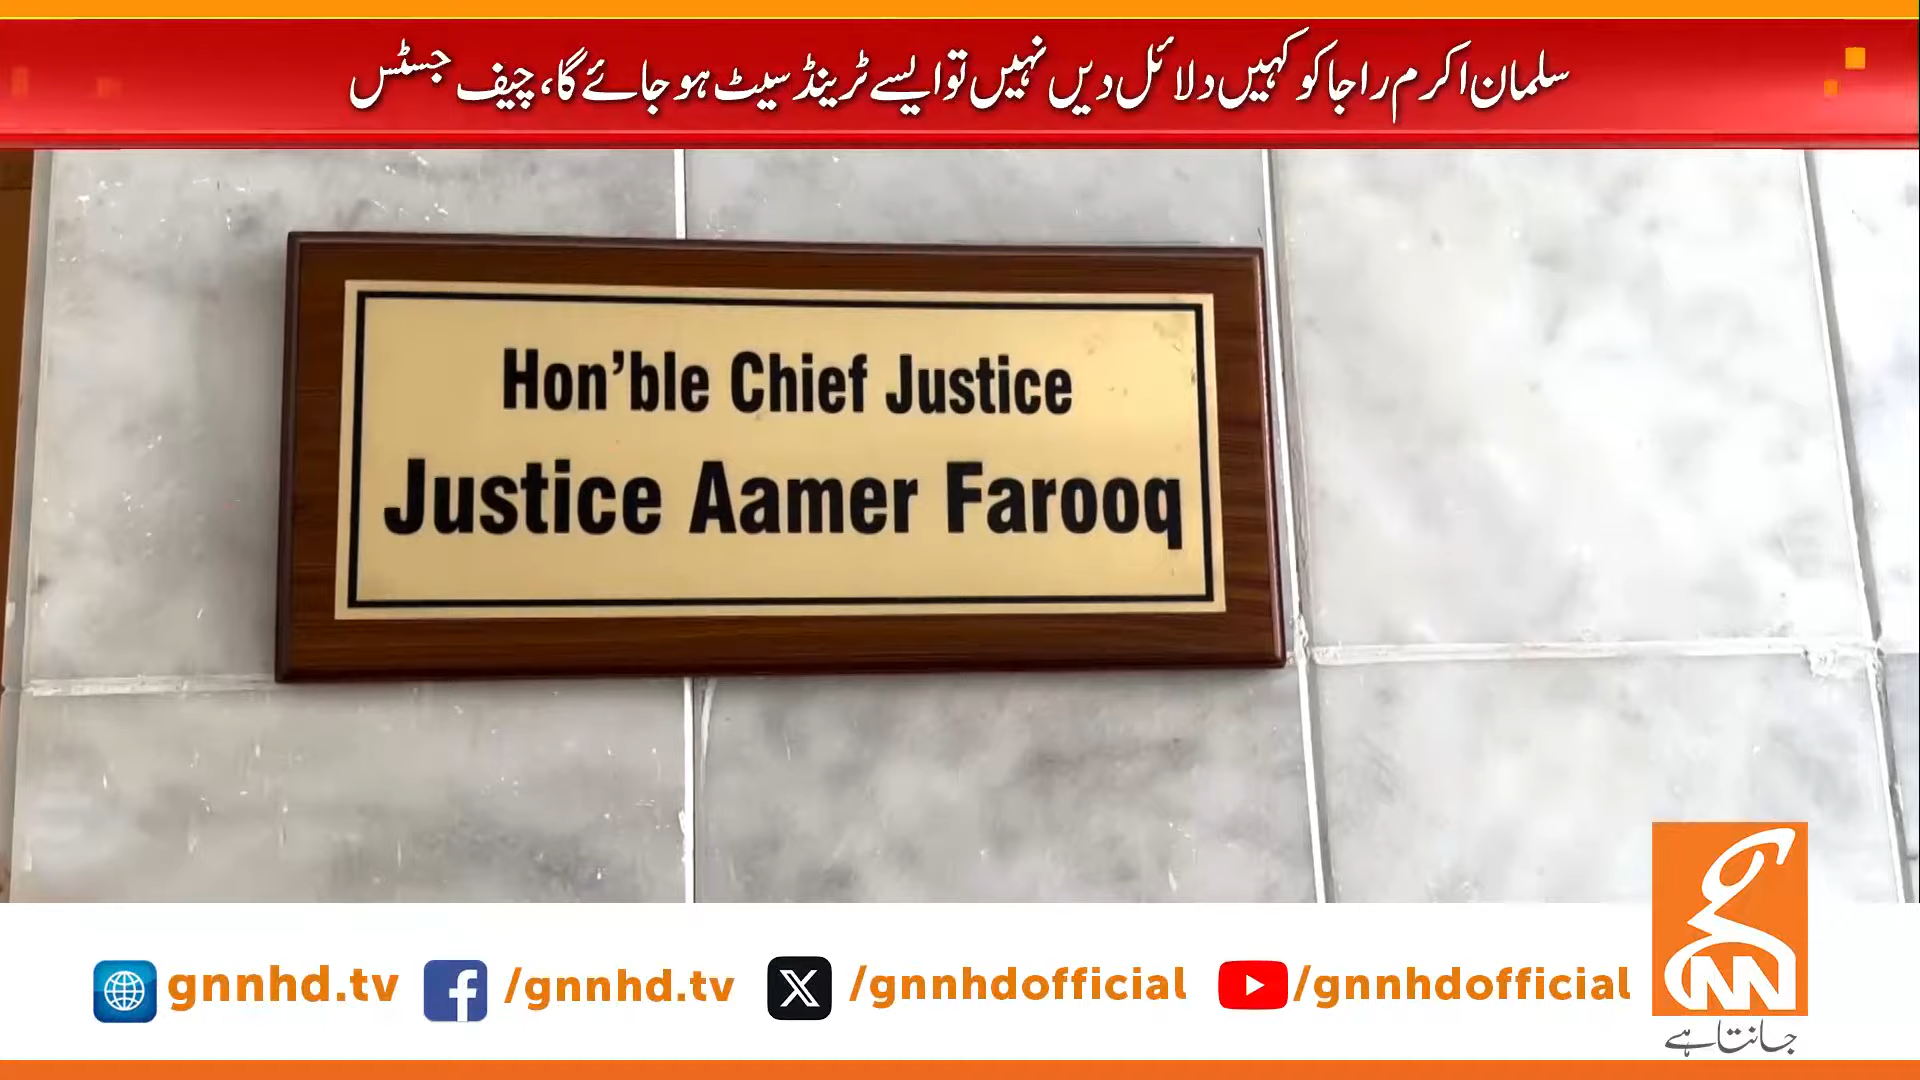 سلمان اکرم راجا کو کہیں دلائل دیں نہیں تو ایسے ٹرینڈ سیٹ ہو جائے گا، چیف جسٹس
Hon'ble Chief Justice
Justice Aamer Farooq
gnnhd.tv /gnnhd.tv /gnnhdofficial /gnnhdofficial
GNN
جانتا ہے